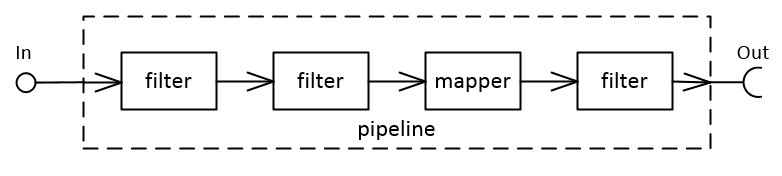 In
Out
filter
filter
mapper
filter
pipeline